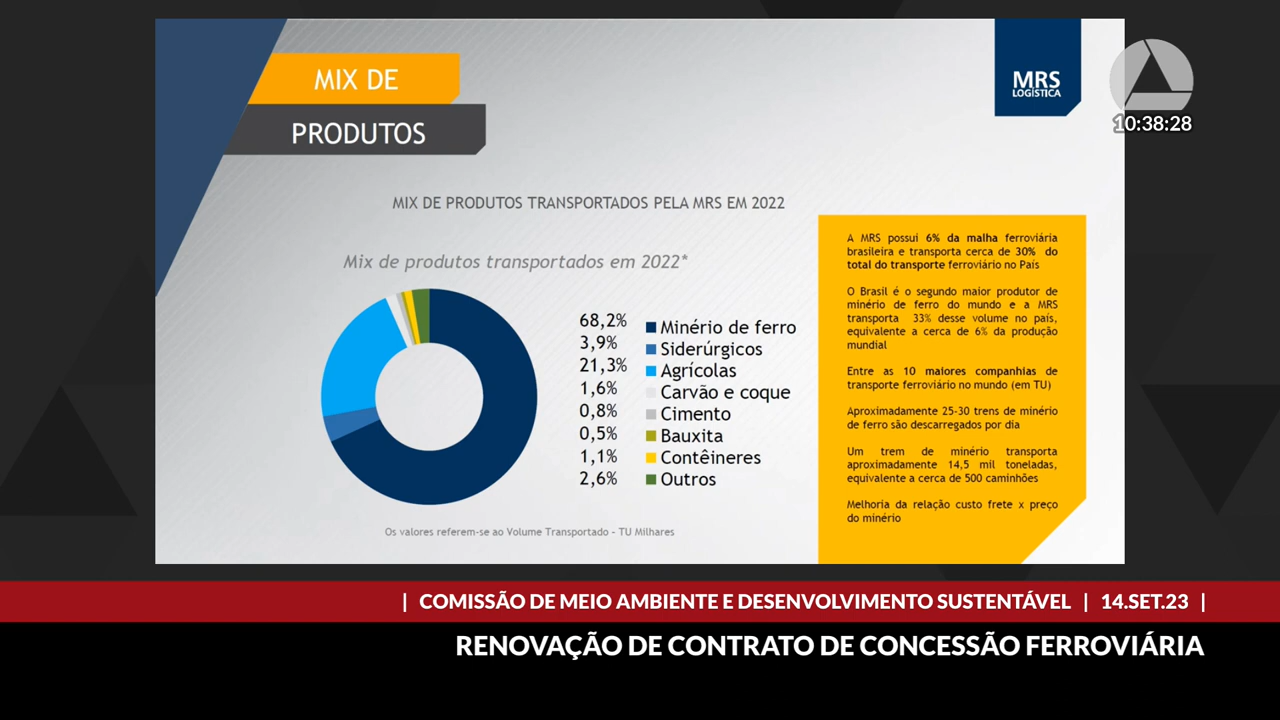 MIX DE
PRODUTOS
MRS
LOGÍSTICA
10:38:28
MIX DE PRODUTOS TRANSPORTADOS PELA MRS EM 2022
Mix de produtos transportados em 2022*
68,2% Minério de ferro
3,9% Siderúrgicos
21,3% Agrícolas
1,6% Carvão e coque
0,8% Cimento
0,5% Bauxita
1,1% Contêineres
2,6% Outros
Os valores referem-se ao Volume Transportado - TU Milhares
A MRS possui 6% da malha ferroviária
brasileira e transporta cerca de 30% do
total do transporte ferroviário no País
O Brasil é o segundo maior produtor de
minério de ferro do mundo e a MRS
transporta 33% desse volume no país,
equivalente a cerca de 6% da produção
mundial
Entre as 10 maiores companhias de
transporte ferroviário no mundo (em TU)
Aproximadamente 25-30 trens de minério
de ferro são descarregados por dia
Um trem de minério transporta
aproximadamente 14,5 mil toneladas,
equivalente a cerca de 500 caminhões
Melhoria da relação custo frete x preço
do minério
| COMISSÃO DE MEIO AMBIENTE E DESENVOLVIMENTO SUSTENTÁVEL | 14.SET.23 |
RENOVAÇÃO DE CONTRATO DE CONCESSÃO FERROVIÁRIA